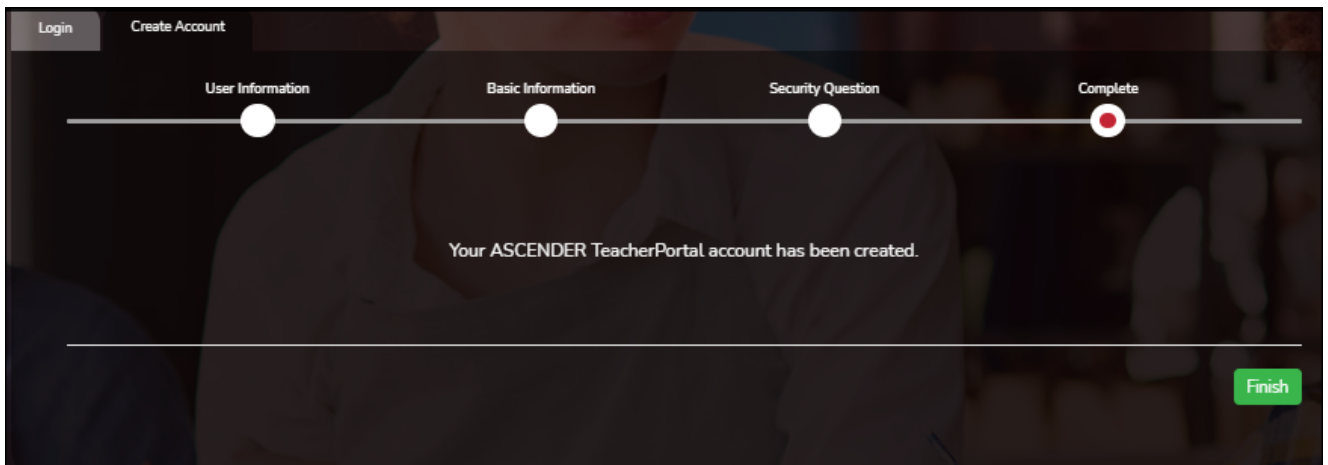 Login Create Account
User Information Basic Information Security Question Complete
Your ASCENDER TeacherPortal account has been created.
Finish